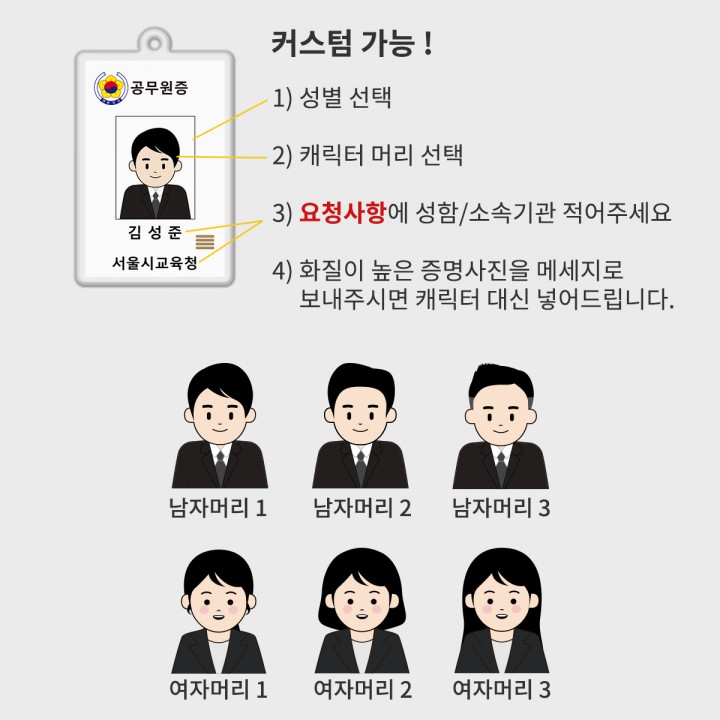 커스텀 가능 !
공무원증
1) 성별 선택
2) 캐릭터 머리 선택
3) 요청사항에 성함/소속기관 적어주세요
김 성 준
서울시교육청
4) 화질이 높은 증명사진을 메세지로
보내주시면 캐릭터 대신 넣어드립니다.
남자머리 1 남자머리 2 남자머리 3
여자머리 1 여자머리 2 여자머리 3